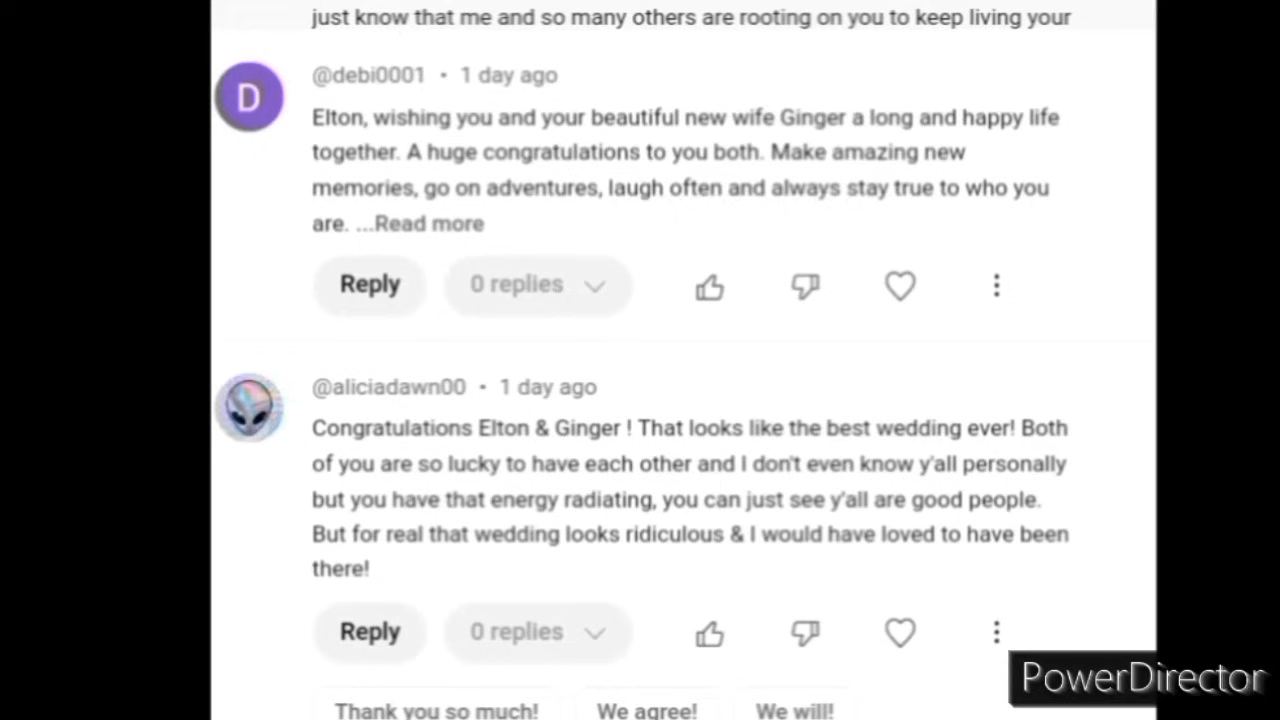 just know that me and so many others are rooting on you to keep living your
D
@debi0001 • 1 day ago
Elton, wishing you and your beautiful new wife Ginger a long and happy life
together. A huge congratulations to you both. Make amazing new
memories, go on adventures, laugh often and always stay true to who you
are. ...Read more
Reply 0 replies
@aliciadawn00 • 1 day ago
Congratulations Elton & Ginger ! That looks like the best wedding ever! Both
of you are so lucky to have each other and I don't even know y'all personally
but you have that energy radiating, you can just see y'all are good people.
But for real that wedding looks ridiculous & I would have loved to have been
there!
Reply 0 replies
PowerDirector
Thank you so much! We agree! We will!